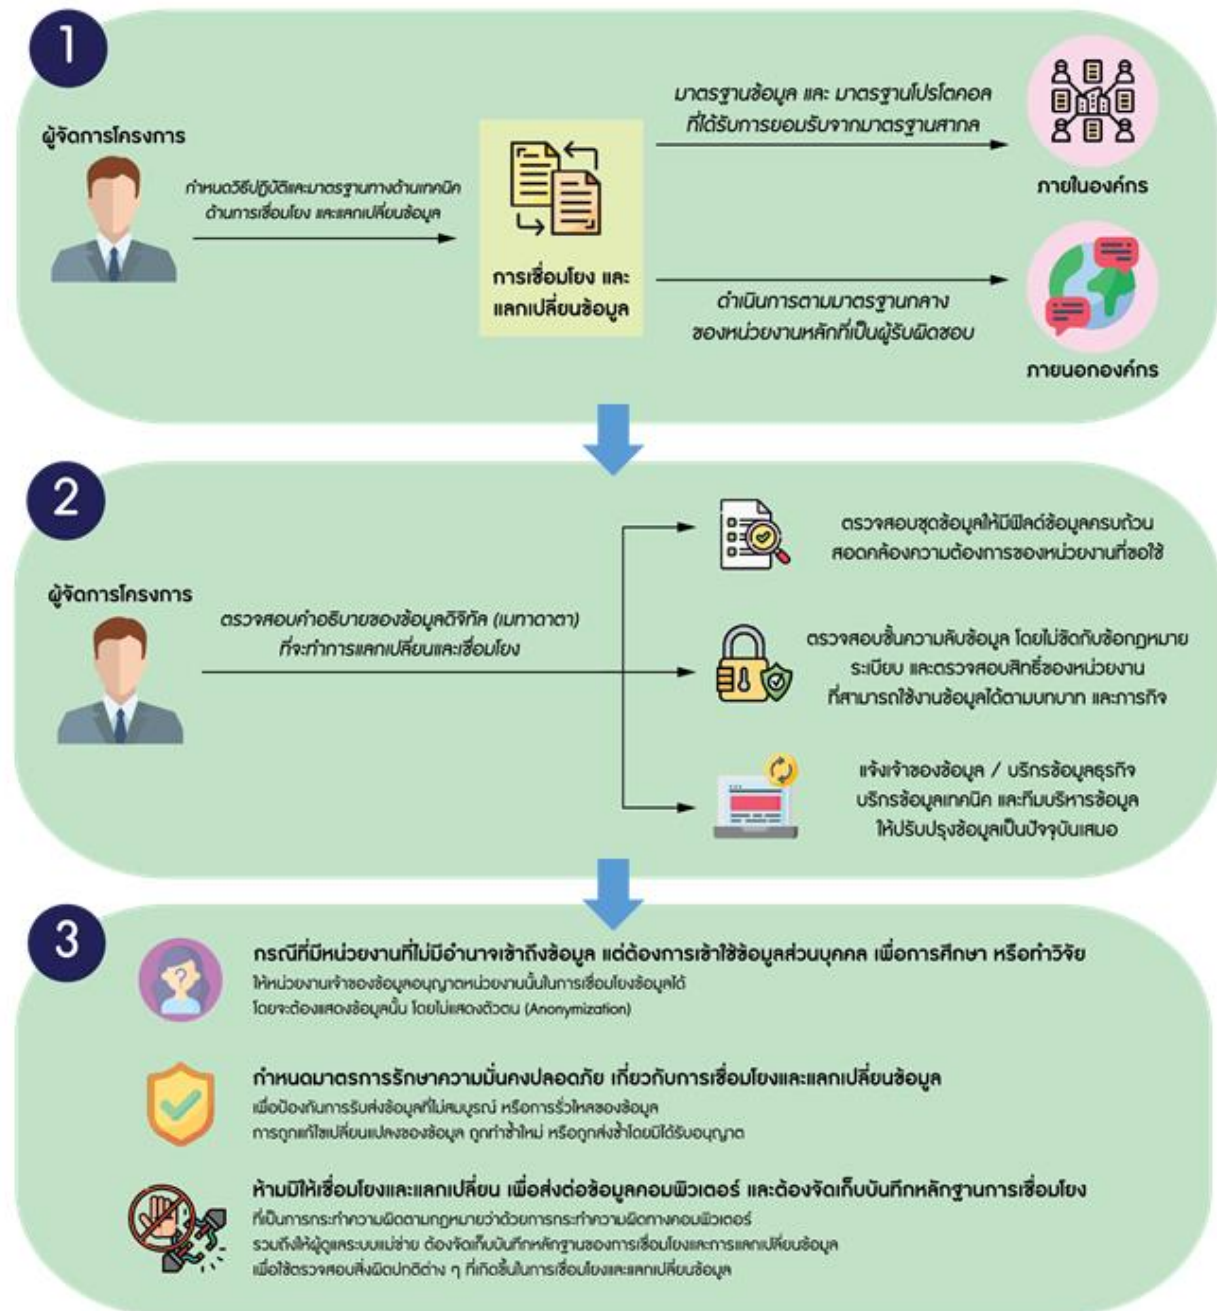 1
ผู้จัดการโครงการ
กำหนดวิธีปฏิบัติและมาตรฐานทางด้านเทคนิค
ด้านการเชื่อมโยง และแลกเปลี่ยนข้อมูล
การเชื่อมโยง และ
แลกเปลี่ยนข้อมูล
มาตรฐานข้อมูล และ มาตรฐานโปรโตคอล
ที่ได้รับการยอมรับจากมาตรฐานสากล
ภายในองค์กร
ดำเนินการตามมาตรฐานกลาง
ของหน่วยงานหลักที่เป็นผู้รับผิดชอบ
ภายนอกองค์กร
2
ผู้จัดการโครงการ
ตรวจสอบคำอธิบายของข้อมูลดิจิทัล (เมทาดาตา)
ที่จะทำการแลกเปลี่ยนและเชื่อมโยง
ตรวจสอบชุดข้อมูลให้มีฟิลด์ข้อมูลครบถ้วน
สอดคล้องความต้องการของหน่วยงานที่ขอใช้
ตรวจสอบชั้นความลับข้อมูล โดยไม่ขัดกับข้อกฎหมาย
ระเบียบ และตรวจสอบสิทธิ์ของหน่วยงาน
ที่สามารถใช้งานข้อมูลได้ตามบทบาท และภารกิจ
แจ้งเจ้าของข้อมูล / บริกรข้อมูลธุรกิจ
บริกรข้อมูลเทคนิค และทีมบริหารข้อมูล
ให้ปรับปรุงข้อมูลเป็นปัจจุบันเสมอ
3
กรณีที่มีหน่วยงานที่ไม่มีอำนาจเข้าถึงข้อมูล แต่ต้องการเข้าใช้ข้อมูลส่วนบุคคล เพื่อการศึกษา หรือทำวิจัย
ให้หน่วยงานเจ้าของข้อมูลอนุญาตหน่วยงานนั้นในการเชื่อมโยงข้อมูลได้
โดยจะต้องแสดงข้อมูลนั้น โดยไม่แสดงตัวตน (Anonymization)
กำหนดมาตรการรักษาความมั่นคงปลอดภัย เกี่ยวกับการเชื่อมโยงและแลกเปลี่ยนข้อมูล
เพื่อป้องกันการรับส่งข้อมูลที่ไม่สมบูรณ์ หรือการรั่วไหลของข้อมูล
การถูกแก้ไขเปลี่ยนแปลงของข้อมูล ถูกทำซ้ำใหม่ หรือถูกส่งซ้ำโดยมิได้รับอนุญาต
ห้ามมิให้เชื่อมโยงและแลกเปลี่ยน เพื่อส่งต่อข้อมูลคอมพิวเตอร์ และต้องจัดเก็บบันทึกหลักฐานการเชื่อมโยง
ที่เป็นการกระทำความผิดตามกฎหมายว่าด้วยการกระทำความผิดทางคอมพิวเตอร์
รวมถึงให้ผู้ดูแลระบบแม่ข่าย ต้องจัดเก็บบันทึกหลักฐานของการเชื่อมโยงและการแลกเปลี่ยนข้อมูล
เพื่อใช้ตรวจสอบสิ่งผิดปกติต่าง ๆ ที่เกิดขึ้นในการเชื่อมโยงและแลกเปลี่ยนข้อมูล